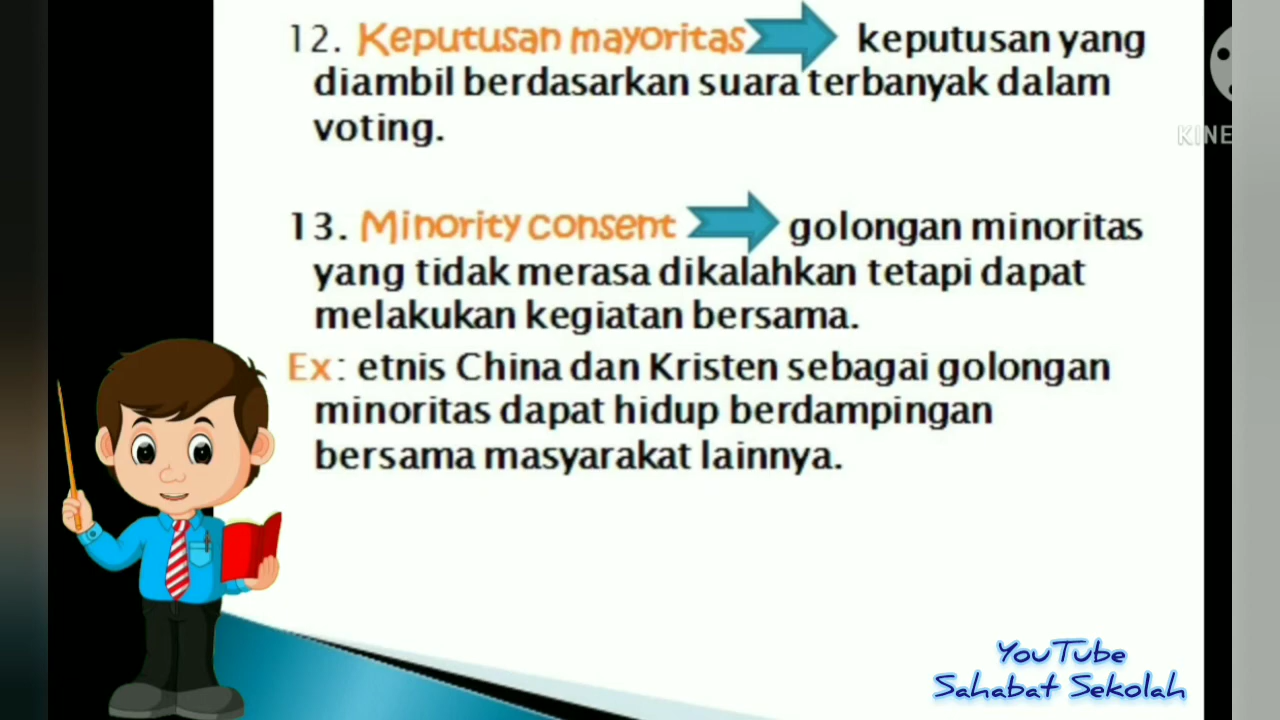 12. Keputusan mayoritas keputusan yang
diambil berdasarkan suara terbanyak dalam
voting.
KINE
13. Minority consent golongan minoritas
yang tidak merasa dikalahkan tetapi dapat
melakukan kegiatan bersama.
Ex: etnis China dan Kristen sebagai golongan
minoritas dapat hidup berdampingan
bersama masyarakat lainnya.
YouTube
Sahabat Sekolah